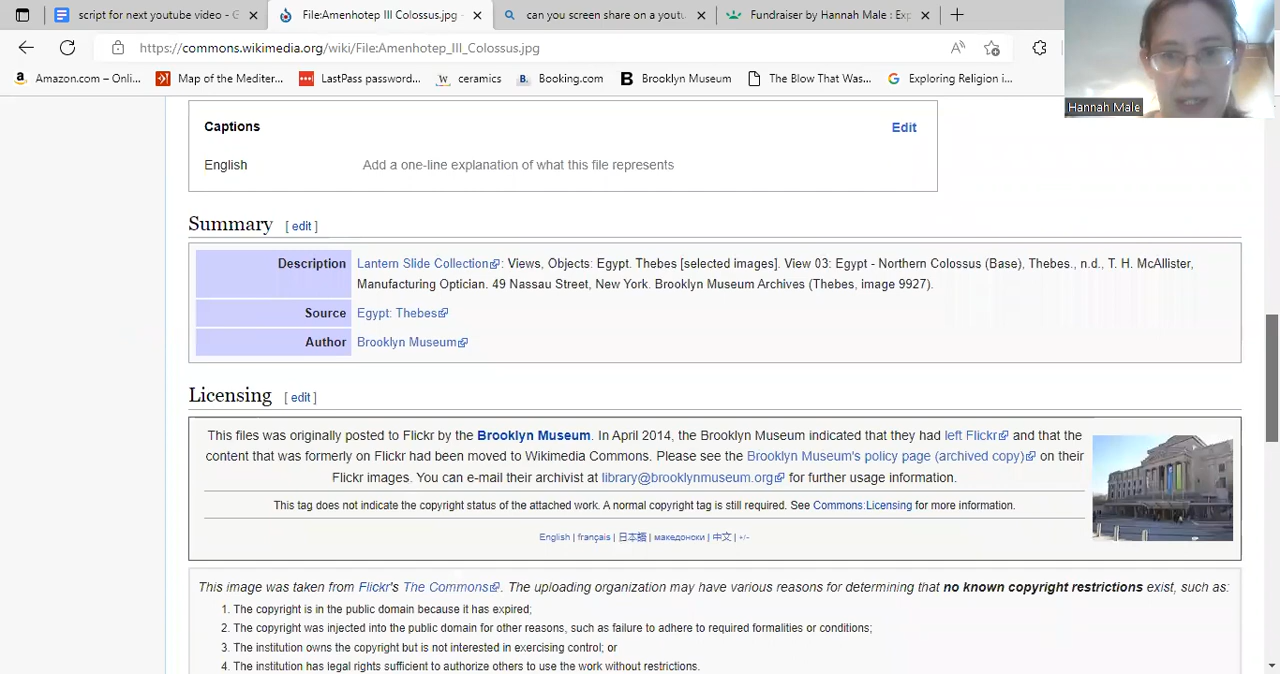 script for next youtube video - G
File:Amenhotep III Colossus.jpg -
can you screen share on a youtu
Fundraiser by Hannah Male : Exp
https://commons.wikimedia.org/wiki/File:Amenhotep_III_Colossus.jpg
Amazon.com – Onli...
Map of the Mediter...
LastPass password...
ceramics
Booking.com
Brooklyn Museum
The Blow That Was...
Exploring Religion i...
Hannah Male
Captions
Edit
English
Add a one-line explanation of what this file represents
Summary [ edit ]
Description
Lantern Slide Collection: Views, Objects: Egypt. Thebes [selected images]. View 03: Egypt - Northern Colossus (Base), Thebes., n.d., T. H. McAllister,
Manufacturing Optician. 49 Nassau Street, New York. Brooklyn Museum Archives (Thebes, image 9927).
Source
Egypt: Thebes
Author
Brooklyn Museum
Licensing [ edit ]
This files was originally posted to Flickr by the Brooklyn Museum. In April 2014, the Brooklyn Museum indicated that they had left Flickr and that the
content that was formerly on Flickr had been moved to Wikimedia Commons. Please see the Brooklyn Museum's policy page (archived copy) on their
Flickr images. You can e-mail their archivist at library@brooklynmuseum.org for further usage information.
This tag does not indicate the copyright status of the attached work. A normal copyright tag is still required. See Commons:Licensing for more information.
English | français | 日本語 | македонски | 中文 | +/−
This image was taken from Flickr's The Commons. The uploading organization may have various reasons for determining that no known copyright restrictions exist, such as:
1. The copyright is in the public domain because it has expired;
2. The copyright was injected into the public domain for other reasons, such as failure to adhere to required formalities or conditions;
3. The institution owns the copyright but is not interested in exercising control; or
4. The institution has legal rights sufficient to authorize others to use the work without restrictions.